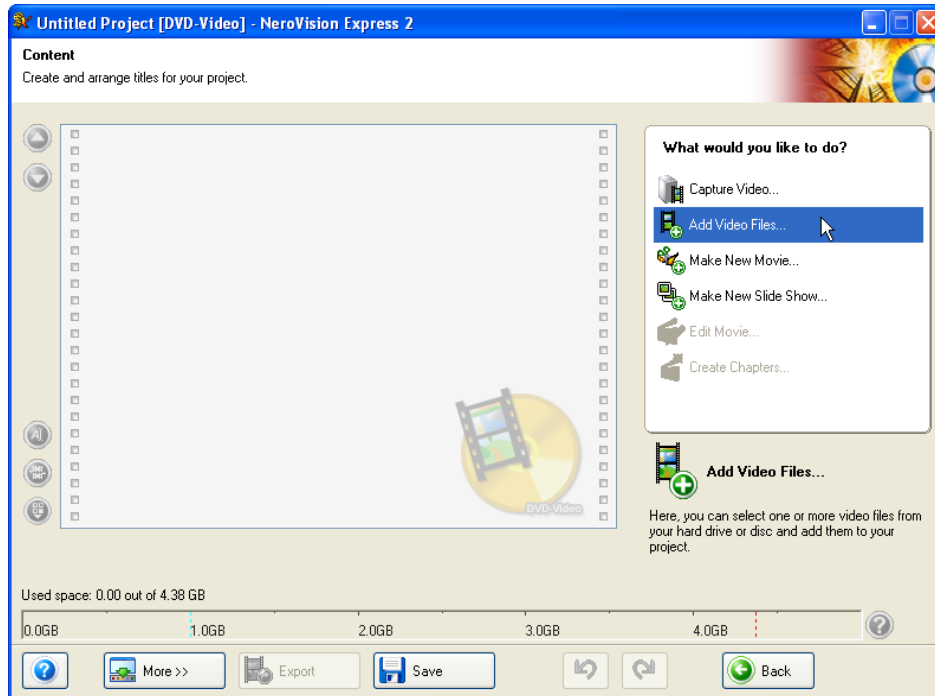 Untitled Project [DVD-Video] - NeroVision Express 2
Content
Create and arrange titles for your project.
What would you like to do?
Capture Video...
Add Video Files...
Make New Movie...
Make New Slide Show...
Edit Movie...
Create Chapters...
DVD-Video
Add Video Files...
Here, you can select one or more video files from
your hard drive or disc and add them to your
project.
Used space: 0.00 out of 4.38 GB
0.0GB 1.0GB 2.0GB 3.0GB 4.0GB
More >> Export Save Back